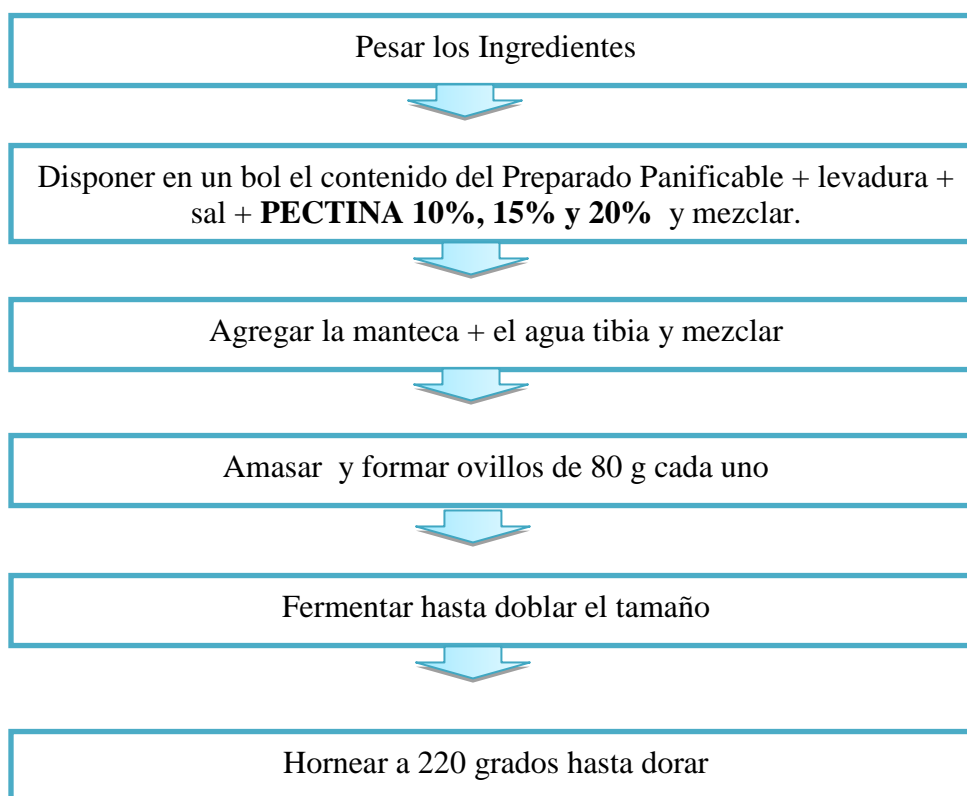 Pesar los Ingredientes
Disponer en un bol el contenido del Preparado Panificable + levadura +
sal + PECTINA 10%, 15% y 20% y mezclar.
Agregar la manteca + el agua tibia y mezclar
Amasar y formar ovillos de 80 g cada uno
Fermentar hasta doblar el tamaño
Hornear a 220 grados hasta dorar